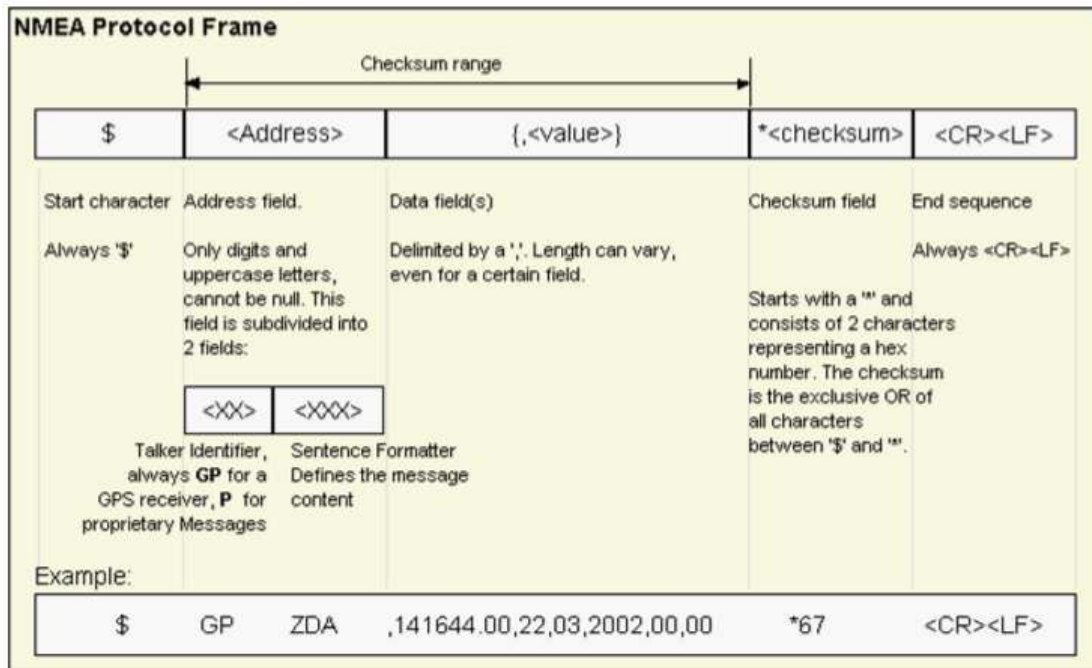 NMEA Protocol Frame
Checksum range
$ <Address> {,<value>} *<checksum> <CR><LF>
Start character
Always '$'
Address field.
Only digits and
uppercase letters,
cannot be null. This
field is subdivided into
2 fields:
<XX> <XXX>
Talker Identifier,
always GP for a
GPS receiver, P for
proprietary Messages
Sentence Formatter
Defines the message
content
Data field(s)
Delimited by a ','. Length can vary,
even for a certain field.
Checksum field
Starts with a '*' and
consists of 2 characters
representing a hex
number. The checksum
is the exclusive OR of
all characters
between '$' and '*'.
End sequence
Always <CR><LF>
Example:
$ GP ZDA ,141644.00,22,03,2002,00,00 *67 <CR><LF>